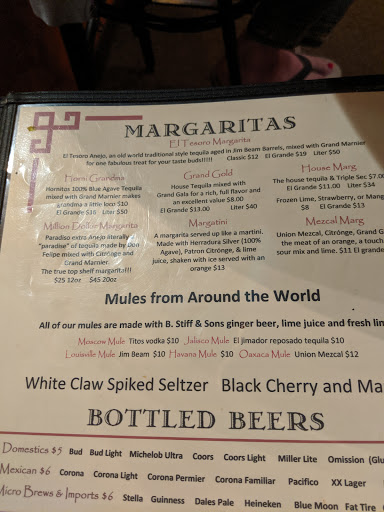 MARGARITAS
El Tesoro Margarita
El Tesoro Anejo, an old world traditional style tequila aged in Jim Beam Barrels, mixed with Grand Marnier
for one fabulous treat for your taste buds!!!!! Classic $12 El Grande $19 Liter $50
Grandma
Hornitos 100% Blue Agave Tequila
mixed with Grand Marnier makes
grandma a little loco $10
El Grande $16 Liter $50
Grand Gold
House Tequila mixed with
Grand Gala for a rich, full flavor and
an excellent value $8.00
El Grande $13.00 Liter $40
House Marg
The house tequila & Triple Sec $7.00
El Grande $11.00 Liter $34
Frozen Lime, Strawberry, or Mang
$8 El Grande $13
Million Dollar Margarita
Paradiso extra Anejo literally
"paradise" of tequila made by Don
Felipe mixed with Citrónge and
Grand Marnier.
The true top shelf margarita!!!
$25 12oz $45 20oz
Margatini
A margarita served up like a martini.
Made with Herradura Silver (100%
Agave), Patron Citrónge, & lime
juice, shaken with ice served with an
orange $13
Mezcal Marg
Union Mezcal, Citrónge, Grand G
the meat of an orange, a touch
sour mix and lime. $11 El grande
Mules from Around the World
All of our mules are made with B. Stiff & Sons ginger beer, lime juice and fresh lim
Moscow Mule Titos vodka $10 Jalisco Mule El jimador reposado tequila $10
Louisville Mule Jim Beam $10 Havana Mule $10 Oaxaca Mule Union Mezcal $12
White Claw Spiked Seltzer Black Cherry and Ma
BOTTLED BEERS
Domestics $5 Bud Bud Light Michelob Ultra Coors Coors Light Miller Lite Omission (Glu
Mexican $6 Corona Corona Light Corona Permier Corona Familiar Pacifico XX Lager
Micro Brews & Imports $6 Stella Guinness Dales Pale Heineken Blue Moon Fat Tire